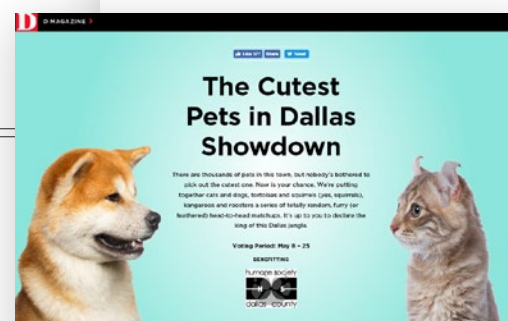 D
D MAGAZINE >
Share
Tweet
The Cutest
Pets in Dallas
Showdown
There are thousands of pets in this town, but nobody's bothered to
pick out the cutest one. Now is your chance. We're putting
together cats and dogs, tortoises and squirrels (yes, squirrels),
kangaroos and roosters a series of totally random, furry (or
feathered) head-to-head matchups. It's up to you to declare the
king of this Dallas jungle.
Voting Period: May 8 – 25
BENEFITTING
humane society
dallas county